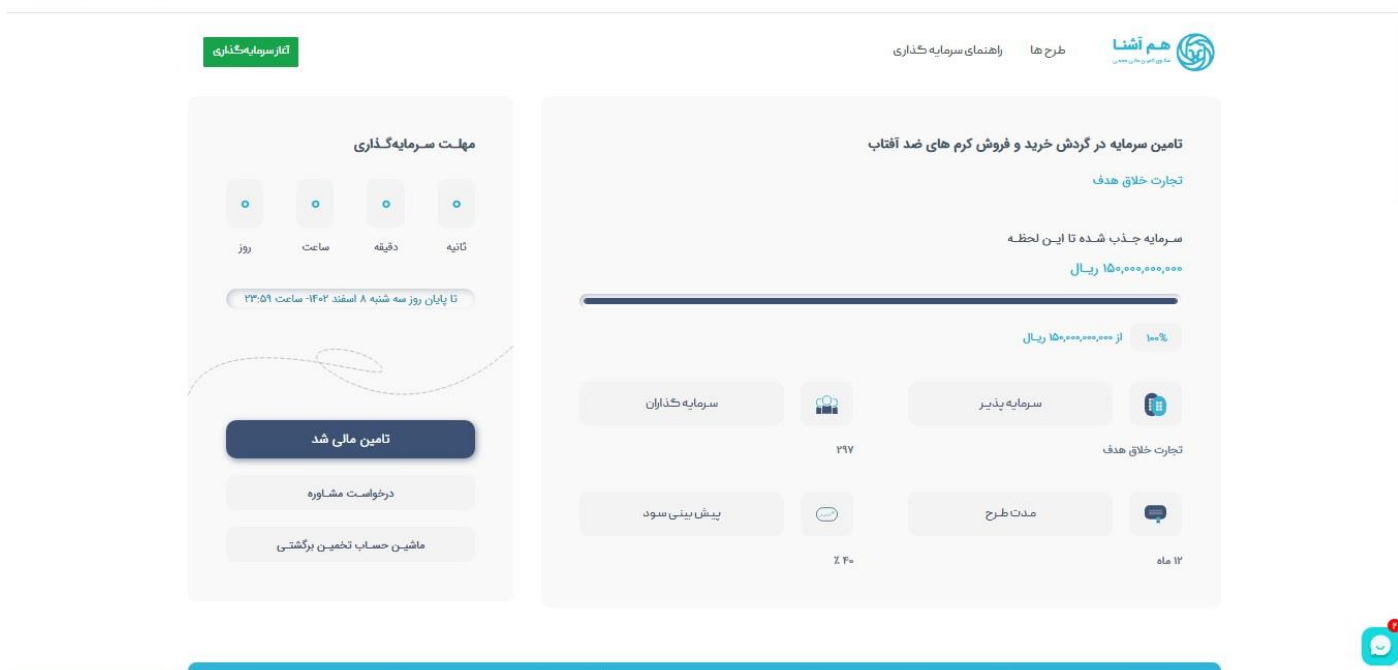 هم آشنا
طرح ها
راهنمای سرمایه گذاری
آغاز سرمایه‌گذاری
تامین سرمایه در گردش خرید و فروش کرم های ضد آفتاب
تجارت خلاق هدف
سرمایه جذب شده تا این لحظه
۱۵۰,۰۰۰,۰۰۰,۰۰۰ ریال
۱۰۰% از ۱۵۰,۰۰۰,۰۰۰,۰۰۰ ریال
سرمایه پذیر
تجارت خلاق هدف
سرمایه گذاران
۲۹۷
مدت طرح
۱۲ ماه
پیش بینی سود
۴۰ ٪
مهلت سرمایه‌گذاری
۰ ۰ ۰ ۰
ثانیه دقیقه ساعت روز
تا پایان روز سه شنبه ۸ اسفند ۱۴۰۲- ساعت ۲۳:۵۹
تامین مالی شد
درخواست مشاوره
ماشین حساب تخمین برگشتی
۲